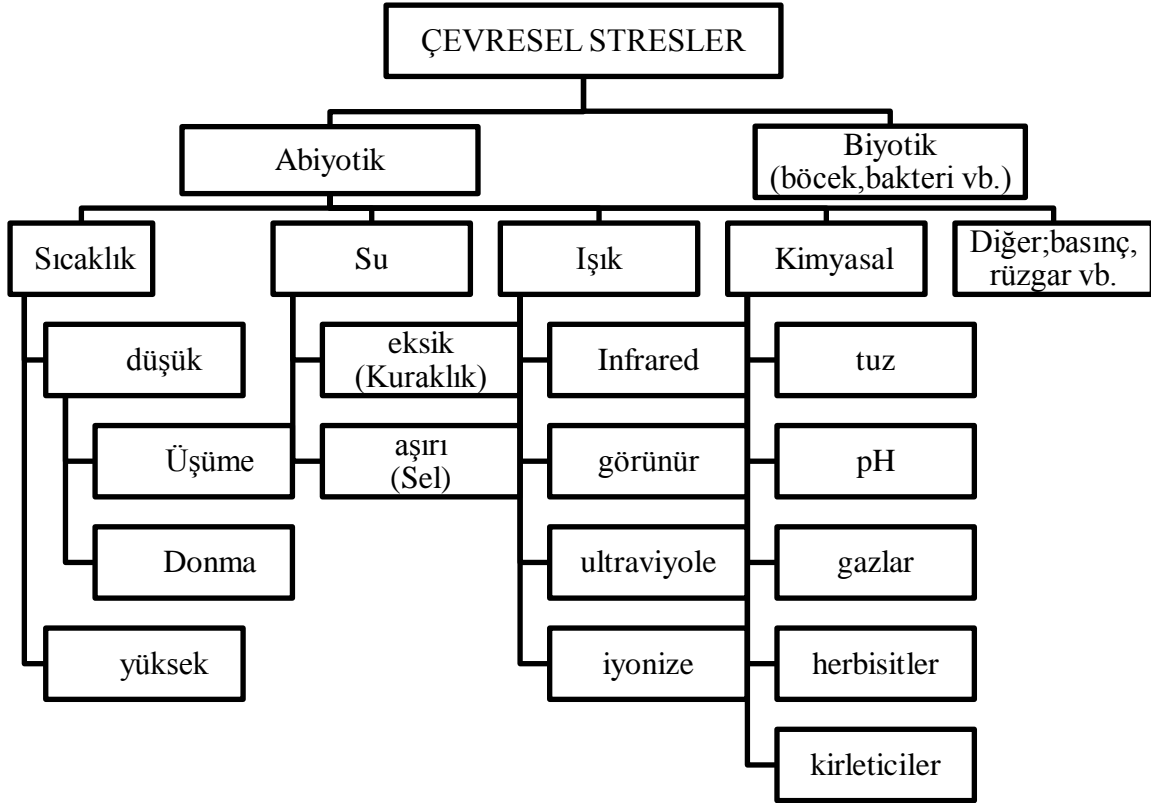 ÇEVRESEL STRESLER
Abiyotik
Biyotik
(böcek,bakteri vb.)
Sıcaklık
Su
Işık
Kimyasal
Diğer;basınç,
rüzgar vb.
düşük
eksik
(Kuraklık)
Infrared
tuz
Üşüme
aşırı
(Sel)
görünür
pH
Donma
ultraviyole
gazlar
yüksek
iyonize
herbisitler
kirleticiler